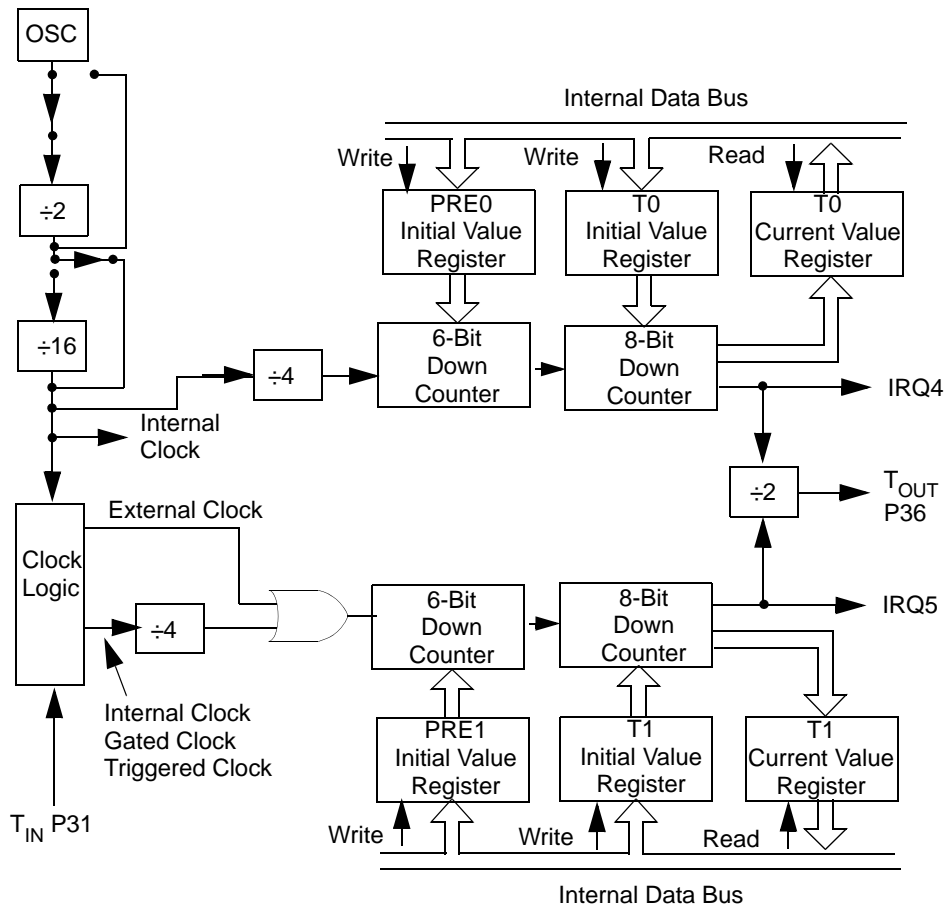 OSC
Internal Data Bus
Write
Write
Read
÷2
PRE0
Initial Value
Register
T0
Initial Value
Register
T0
Current Value
Register
÷16
÷4
6-Bit
Down
Counter
8-Bit
Down
Counter
IRQ4
Internal
Clock
÷2
TOUT
P36
External Clock
Clock
Logic
÷4
6-Bit
Down
Counter
8-Bit
Down
Counter
IRQ5
Internal Clock
Gated Clock
Triggered Clock
PRE1
Initial Value
Register
T1
Initial Value
Register
T1
Current Value
Register
TIN P31
Write
Write
Read
Internal Data Bus